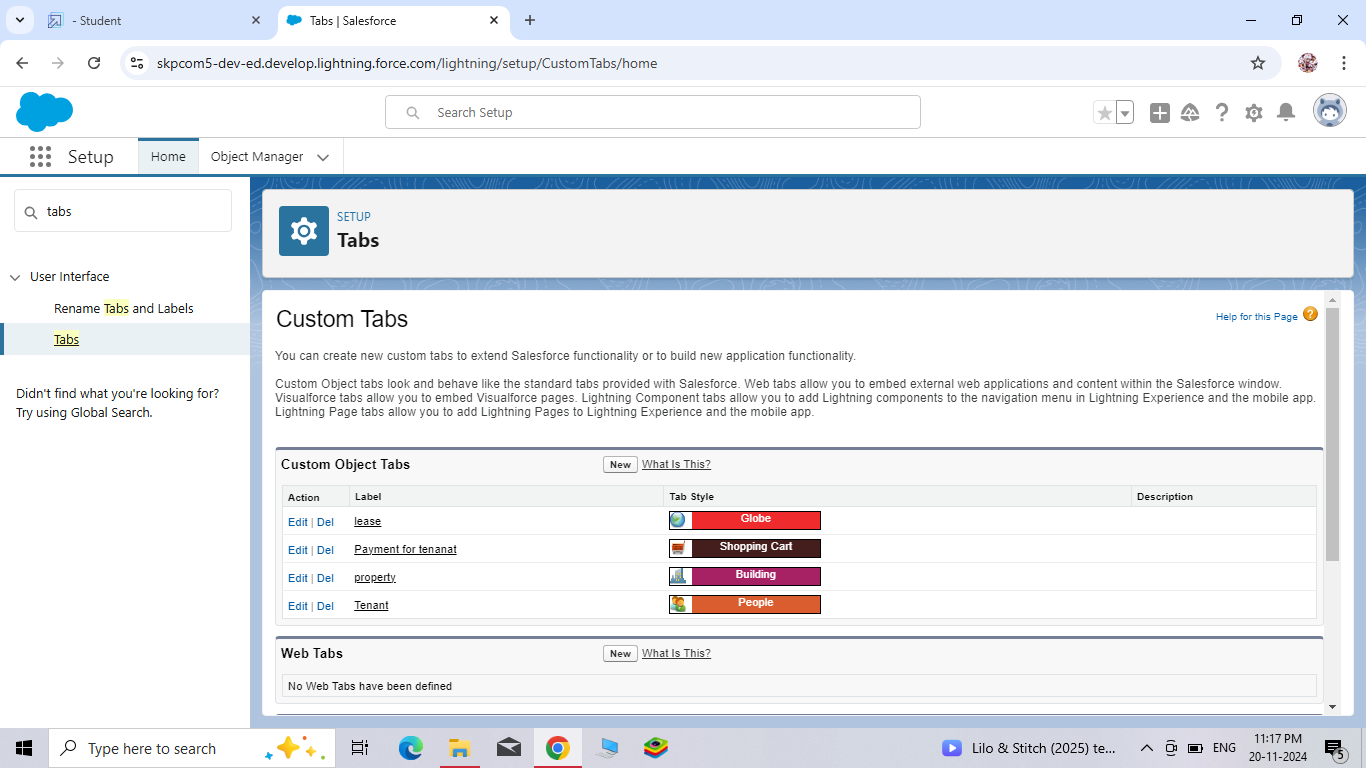 - Student
Tabs | Salesforce
skpcom5-dev-ed.develop.lightning.force.com/lightning/setup/CustomTabs/home
Search Setup
Setup
Home
Object Manager
tabs
User Interface
Rename Tabs and Labels
Tabs
Didn't find what you're looking for?
Try using Global Search.
SETUP
Tabs
Custom Tabs
Help for this Page ?
You can create new custom tabs to extend Salesforce functionality or to build new application functionality.
Custom Object tabs look and behave like the standard tabs provided with Salesforce. Web tabs allow you to embed external web applications and content within the Salesforce window.
Visualforce tabs allow you to embed Visualforce pages. Lightning Component tabs allow you to add Lightning components to the navigation menu in Lightning Experience and the mobile app.
Lightning Page tabs allow you to add Lightning Pages to Lightning Experience and the mobile app.
Custom Object Tabs New What Is This?
Action Label Tab Style Description
Edit | Del lease Globe
Edit | Del Payment for tenanat Shopping Cart
Edit | Del property Building
Edit | Del Tenant People
Web Tabs New What Is This?
No Web Tabs have been defined
Type here to search
Lilo & Stitch (2025) te...
ENG
11:17 PM
20-11-2024
5